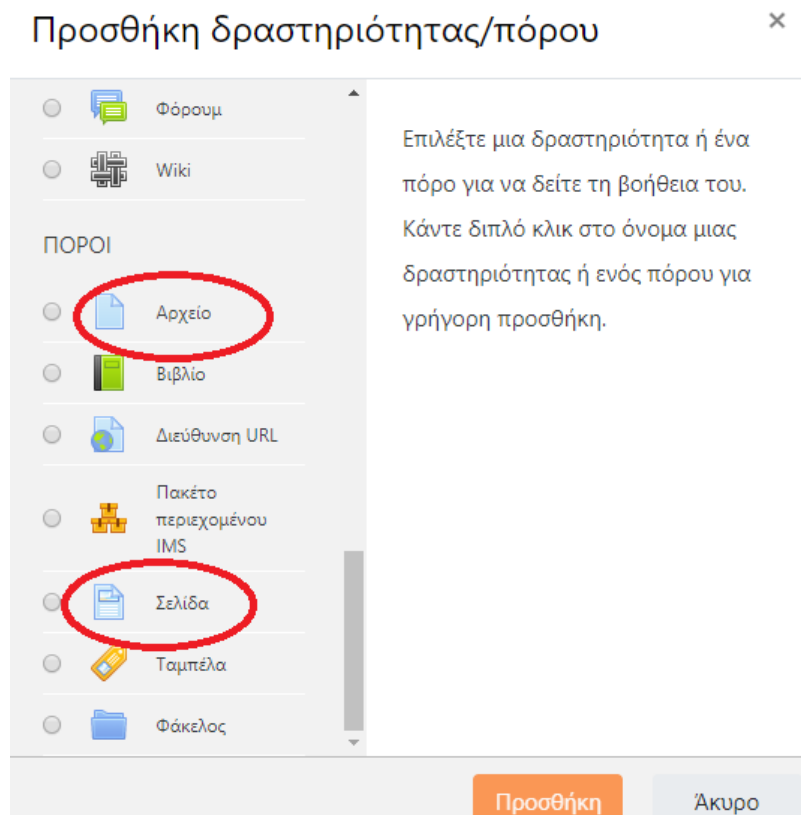 Προσθήκη δραστηριότητας/πόρου
×
Φόρουμ
Wiki
ΠΟΡΟΙ
Αρχείο
Βιβλίο
Διεύθυνση URL
Πακέτο
περιεχομένου
IMS
Σελίδα
Ταμπέλα
Φάκελος
Επιλέξτε μια δραστηριότητα ή ένα
πόρο για να δείτε τη βοήθεια του.
Κάντε διπλό κλικ στο όνομα μιας
δραστηριότητας ή ενός πόρου για
γρήγορη προσθήκη.
Προσθήκη
Άκυρο